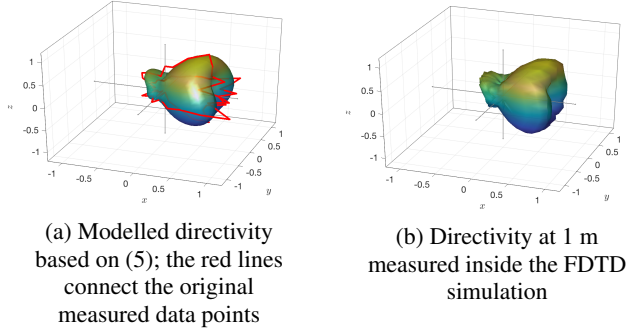 1
0.5
0
-0.5
-1
z
-1
-0.5
0
0.5
1
x
-1
-0.5
0
0.5
1
y
(a) Modelled directivity
based on (5); the red lines
connect the original
measured data points
1
0.5
0
-0.5
-1
z
-1
-0.5
0
0.5
1
x
-1
-0.5
0
0.5
1
y
(b) Directivity at 1 m
measured inside the FDTD
simulation